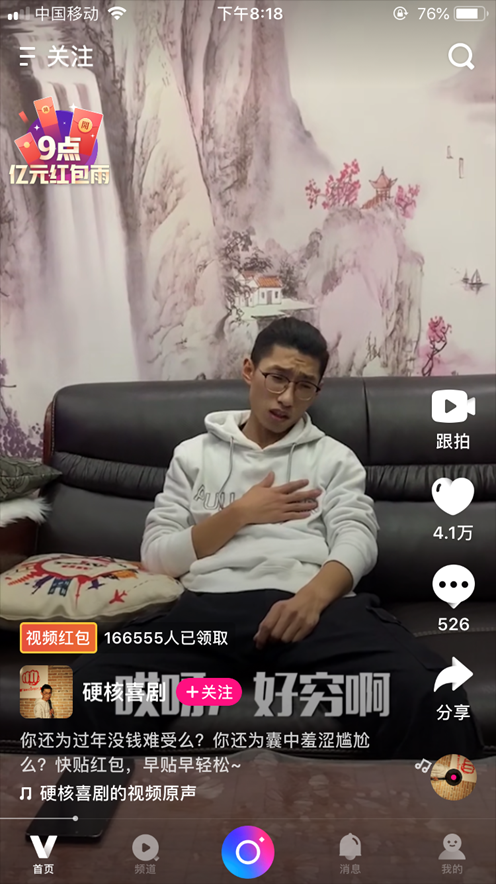 中国移动
下午8:18
76%
关注
9点
亿元红包雨
跟拍
4.1万
526
分享
视频红包
166555人已领取
硬核喜剧
+关注
哎呦，好穷啊
你还为过年没钱难受么？你还为囊中羞涩尴尬
么？快贴红包，早贴早轻松~
硬核喜剧的视频原声
首页
频道
消息
我的